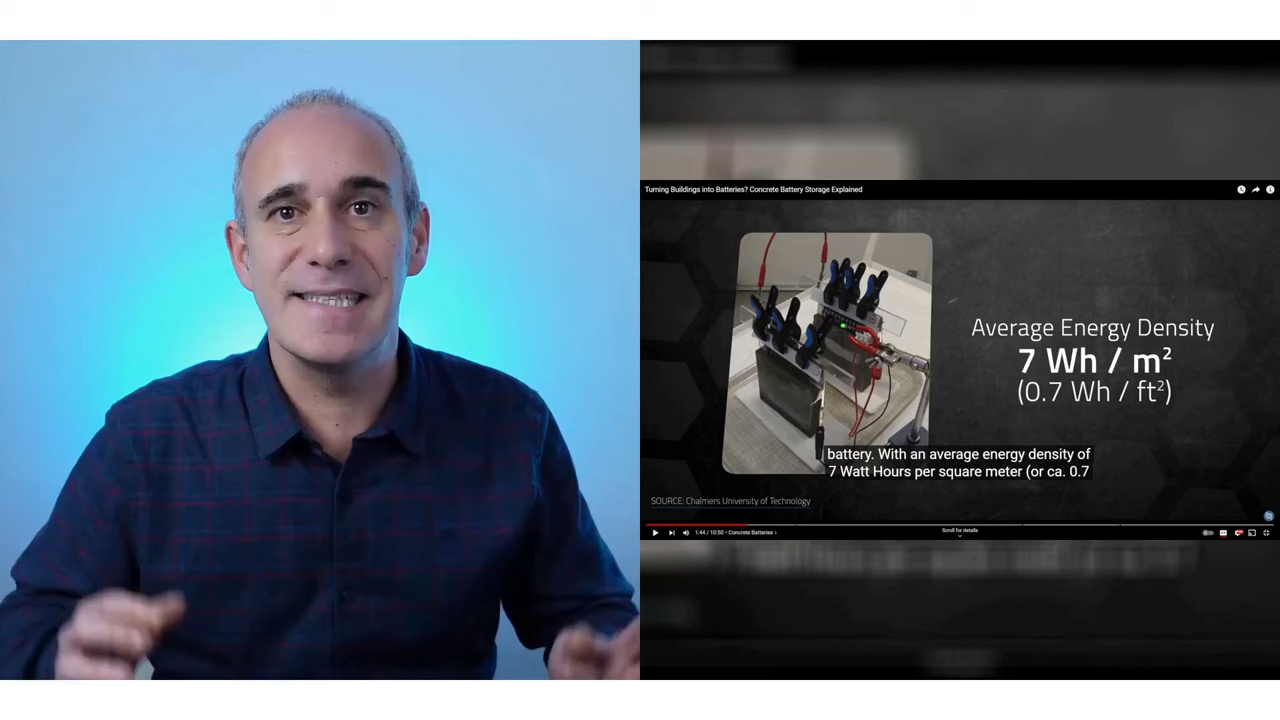 Turning Buildings into Batteries? Concrete Battery Storage Explained
Average Energy Density
7 Wh / m²
(0.7 Wh / ft²)
battery. With an average energy density of
7 Watt Hours per square meter (or ca. 0.7
SOURCE: Chalmers University of Technology
1:44 / 10:50 • Concrete Batteries ›
Scroll for details